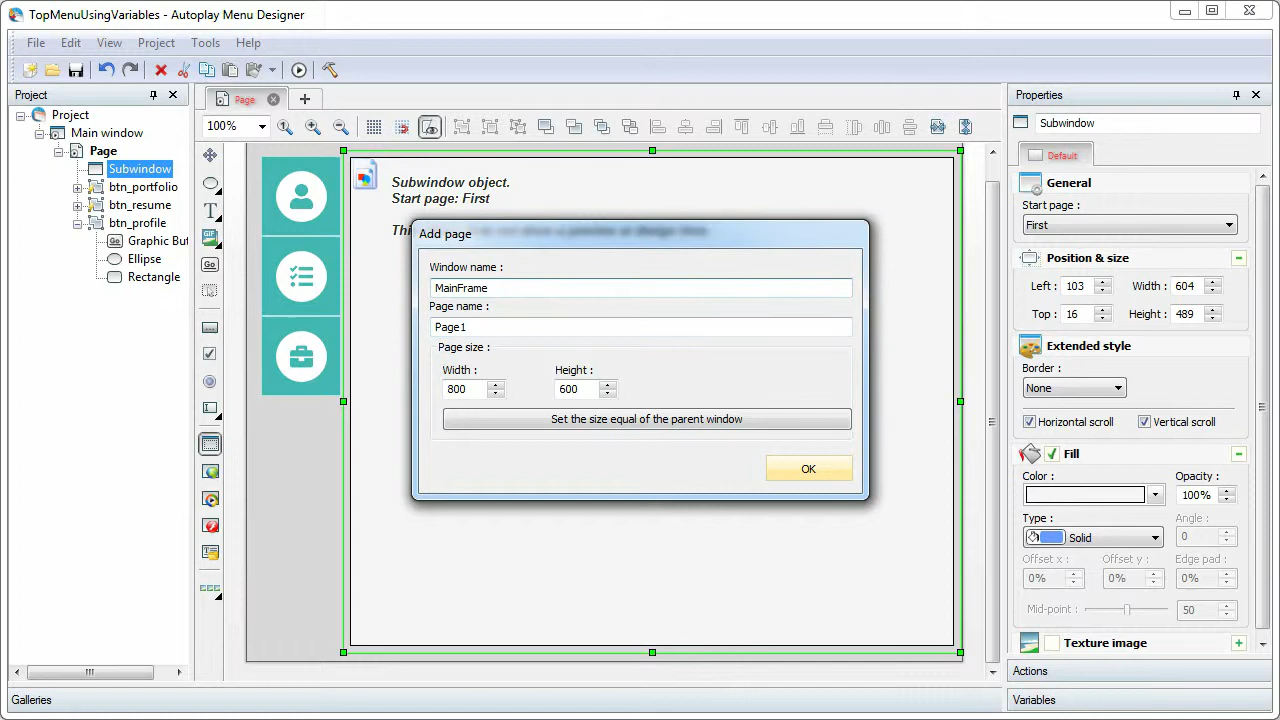 TopMenuUsingVariables - Autoplay Menu Designer
File Edit View Project Tools Help
Project
Project
Main window
Page
Subwindow
btn_portfolio
btn_resume
btn_profile
Graphic But
Ellipse
Rectangle
Page
100%
Subwindow object.
Start page: First
Add page
Window name :
MainFrame
Page name :
Page1
Page size :
Width : Height :
800 600
Set the size equal of the parent window
OK
Properties
Subwindow
Default
General
Start page :
First
Position & size
Left : 103 Width : 604
Top : 16 Height : 489
Extended style
Border :
None
Horizontal scroll Vertical scroll
Fill
Color : Opacity :
100%
Type : Angle :
Solid 0
Offset x : Offset y : Edge pad :
0% 0% 0%
Mid-point : 50
Texture image
Actions
Galleries
Variables